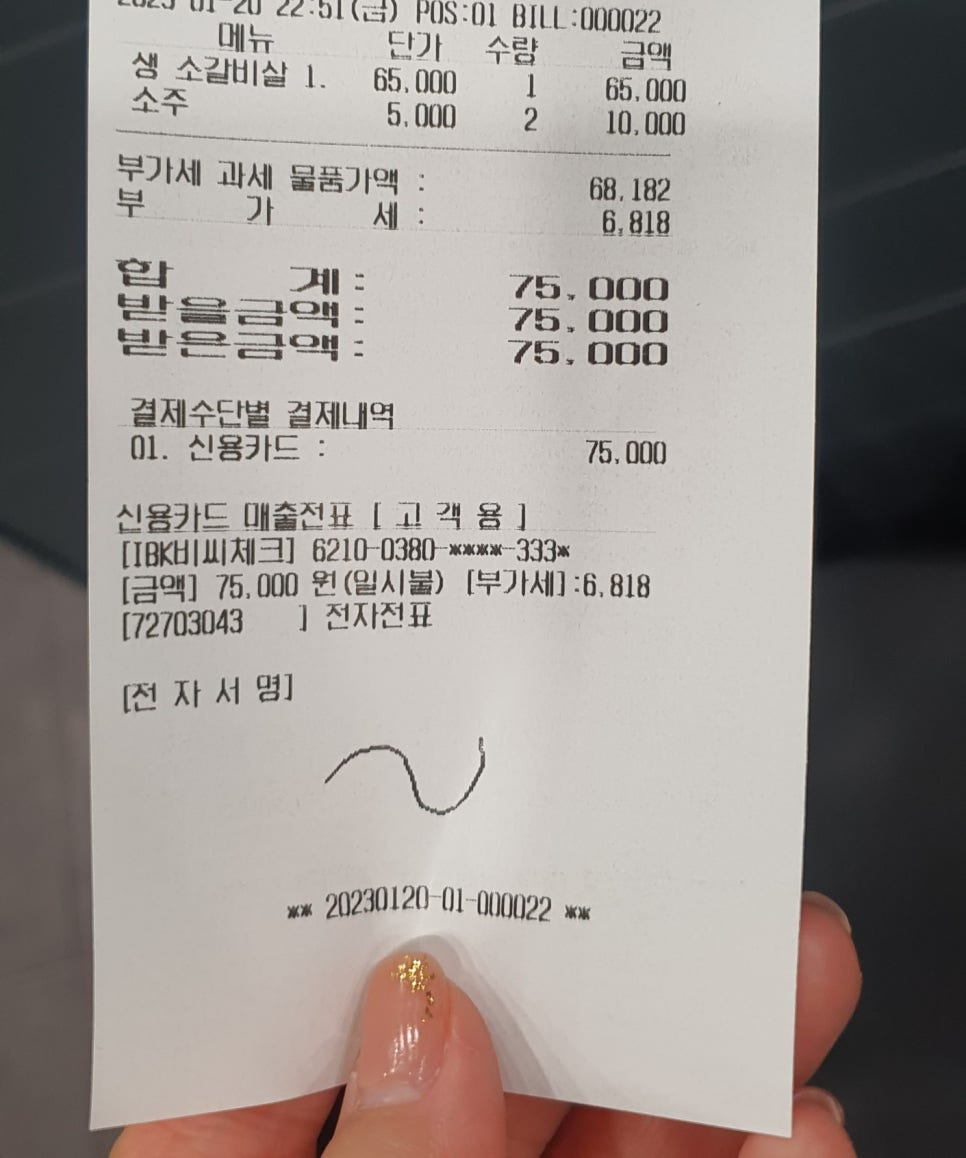 2023-01-20 22:51(금) POS:01 BILL:000022
메뉴 단가 수량 금액
생 소갈비살 1. 65,000 1 65,000
소주 5,000 2 10,000
부가세 과세 물품가액 : 68,182
부 가 세 : 6,818
합 계 : 75,000
받을금액 : 75,000
받은금액 : 75,000
결제수단별 결제내역
01. 신용카드 : 75,000
신용카드 매출전표 [ 고 객 용 ]
[IBK비씨체크] 6210-0380-****-333*
[금액] 75,000 원(일시불) [부가세]:6,818
[72703043 ] 전자전표
[전 자 서 명]
** 20230120-01-000022 **